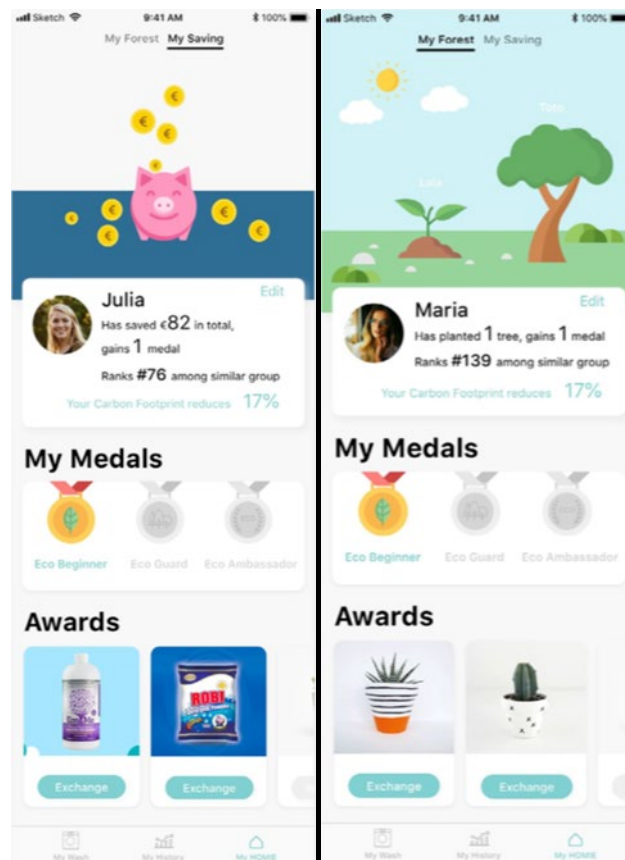 Sketch 9:41 AM 100%
My Forest My Saving
€
€
€
€
€
€
€
€
€
Julia
Edit
Has saved €82 in total,
gains 1 medal
Ranks #76 among similar group
Your Carbon Footprint reduces 17%
My Medals
Eco Beginner Eco Guard Eco Ambassador
Awards
ROBI
Exchange Exchange
My Wash My History My HOMIE
Sketch 9:41 AM 100%
My Forest My Saving
Toto
Lala
Maria
Edit
Has planted 1 tree, gains 1 medal
Ranks #139 among similar group
Your Carbon Footprint reduces 17%
My Medals
ECO
Eco Beginner Eco Guard Eco Ambassador
Awards
Exchange Exchange
My Wash My History My HOMIE